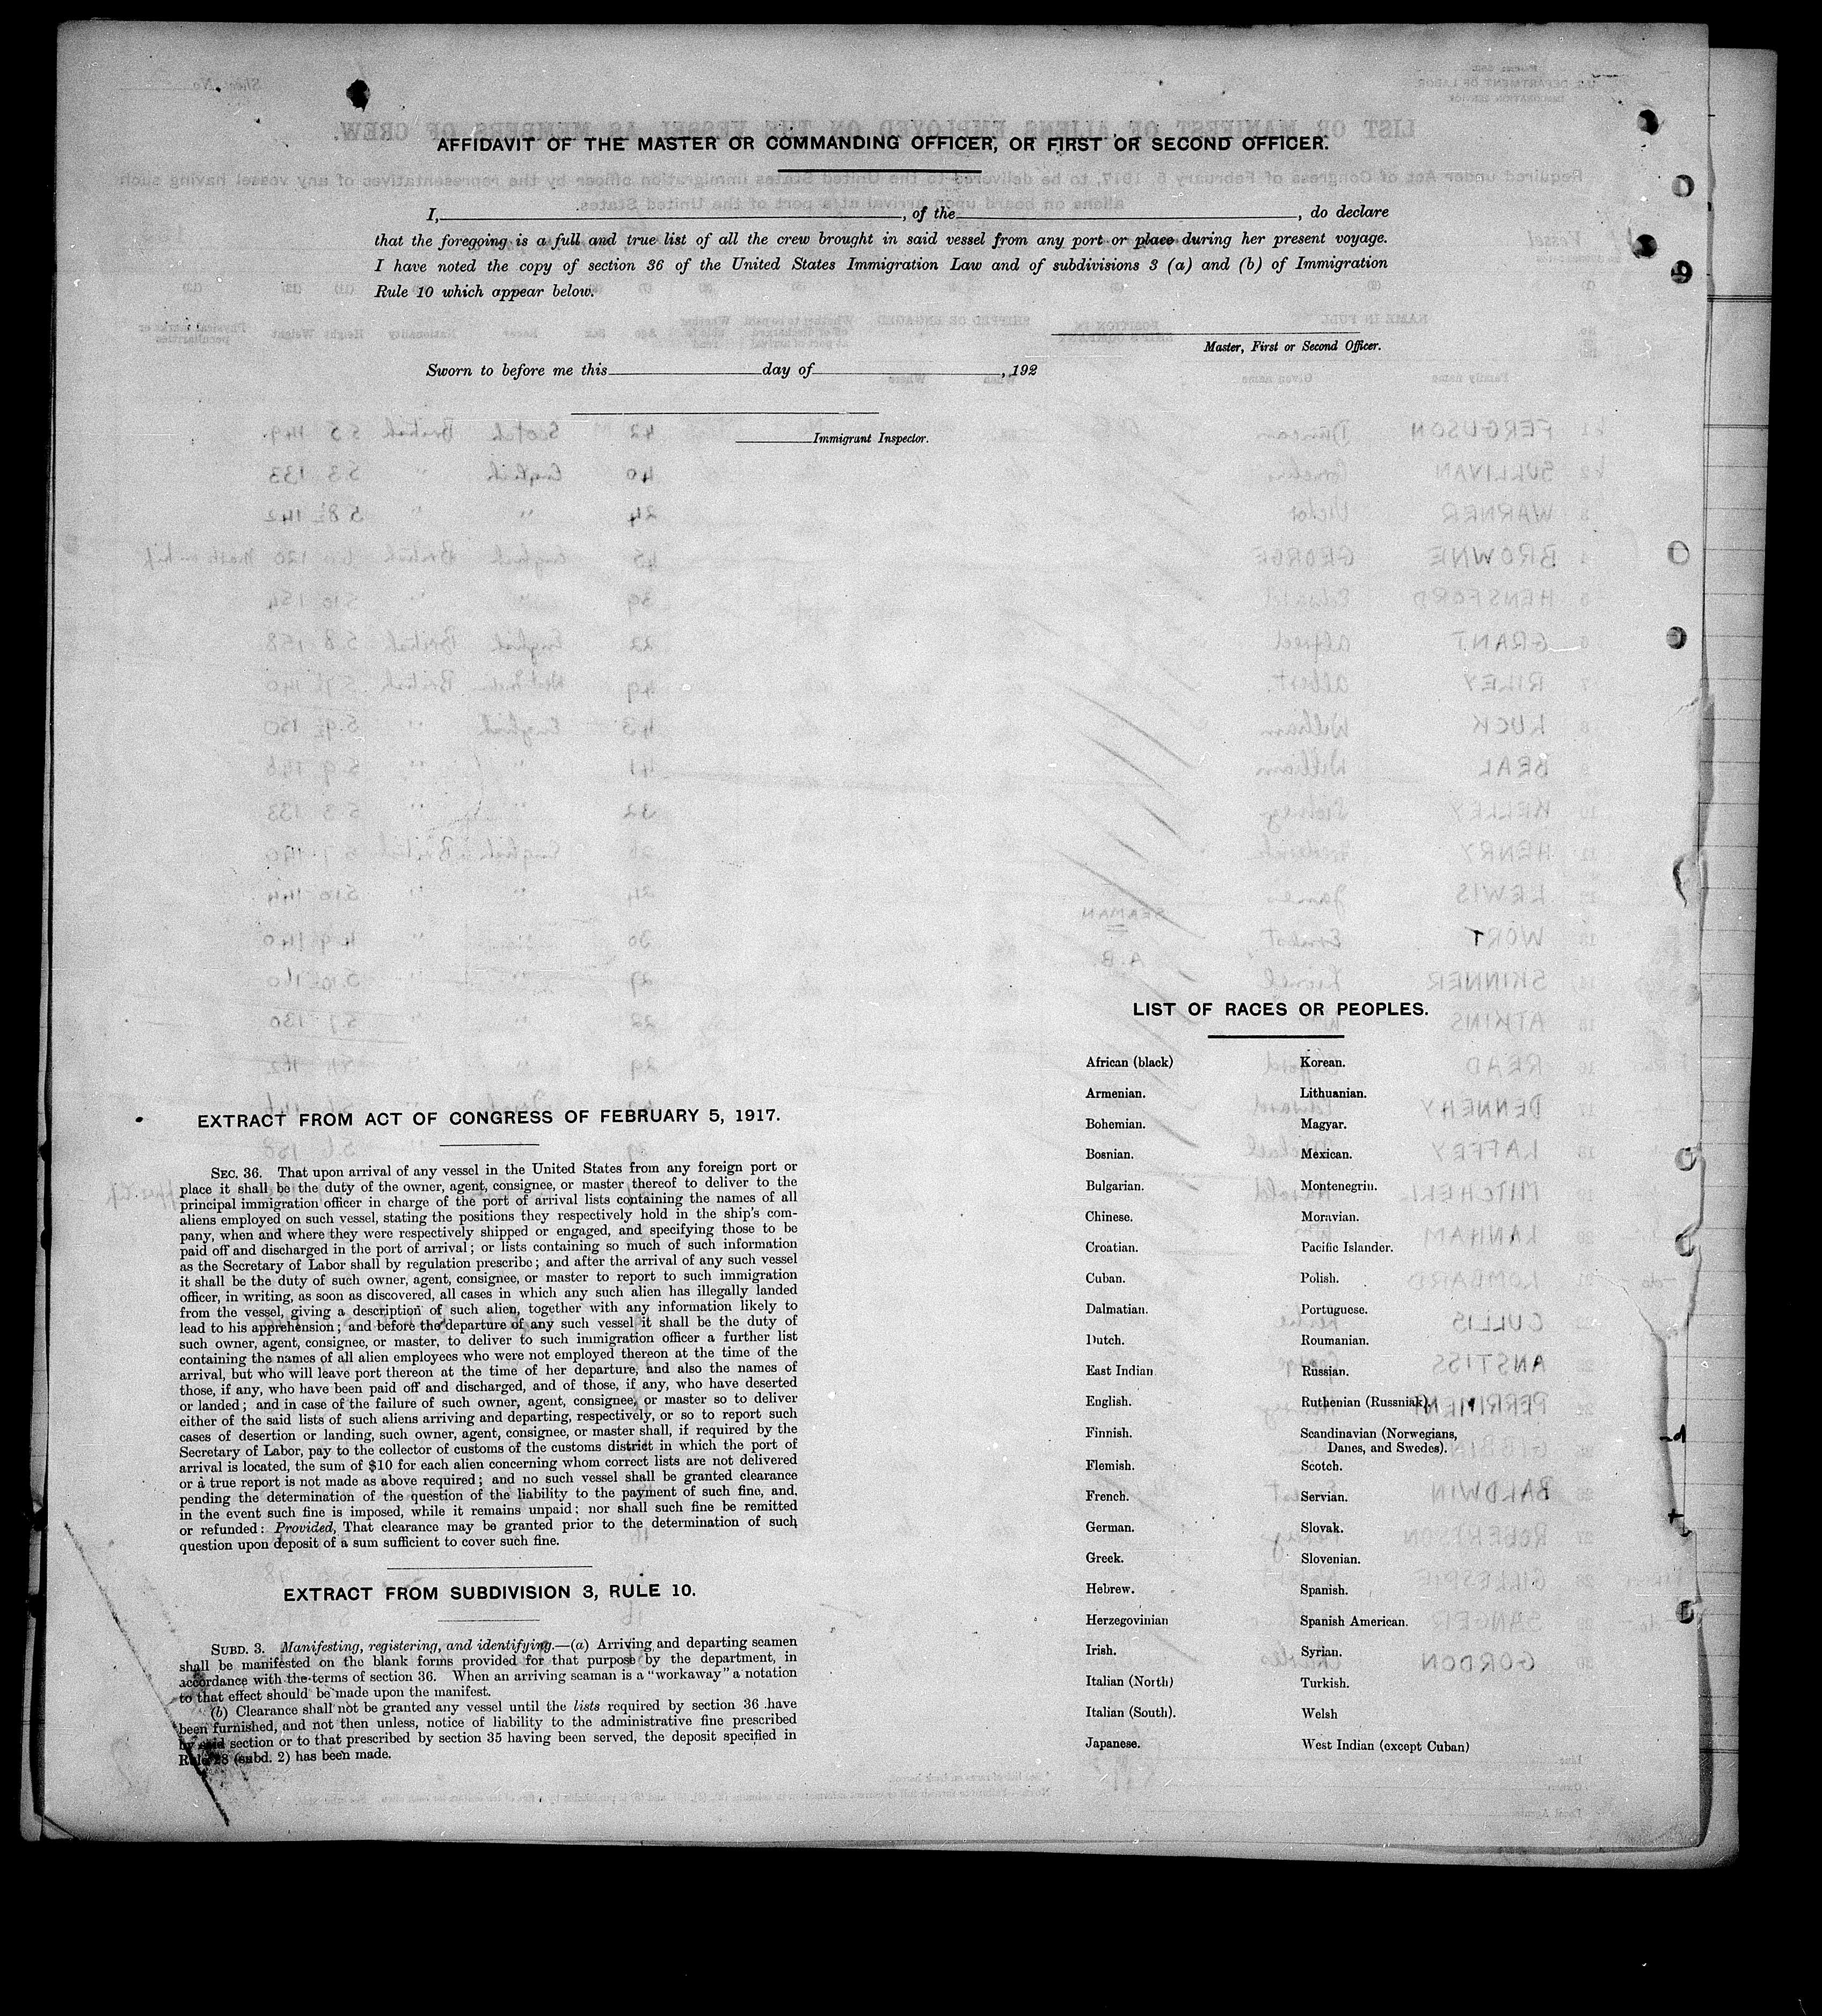 AFFIDAVIT OF THE MASTER OR COMMANDING OFFICER, OR FIRST OR SECOND OFFICER.
I, , of the , do declare
that the foregoing is a full and true list of all the crew brought in said vessel from any port or place during her present voyage.
I have noted the copy of section 36 of the United States Immigration Law and of subdivisions 3 (a) and (b) of Immigration
Rule 10 which appear below.
Master, First or Second Officer.
Sworn to before me this day of , 192
Immigrant Inspector.
EXTRACT FROM ACT OF CONGRESS OF FEBRUARY 5, 1917.
SEC. 36. That upon arrival of any vessel in the United States from any foreign port or
place it shall be the duty of the owner, agent, consignee, or master thereof to deliver to the
principal immigration officer in charge of the port of arrival lists containing the names of all
aliens employed on such vessel, stating the positions they respectively hold in the ship's com-
pany, when and where they were respectively shipped or engaged, and specifying those to be
paid off and discharged in the port of arrival; or lists containing so much of such information
as the Secretary of Labor shall by regulation prescribe; and after the arrival of any such vessel
it shall be the duty of such owner, agent, consignee, or master to report to such immigration
officer, in writing, as soon as discovered, all cases in which any such alien has illegally landed
from the vessel, giving a description of such alien, together with any information likely to
lead to his apprehension; and before the departure of any such vessel it shall be the duty of
such owner, agent, consignee, or master, to deliver to such immigration officer a further list
containing the names of all alien employees who were not employed thereon at the time of the
arrival, but who will leave port thereon at the time of her departure, and also the names of
those, if any, who have been paid off and discharged, and of those, if any, who have deserted
or landed; and in case of the failure of such owner, agent, consignee, or master so to deliver
either of the said lists of such aliens arriving and departing, respectively, or so to report such
cases of desertion or landing, such owner, agent, consignee, or master shall, if required by the
Secretary of Labor, pay to the collector of customs of the customs district in which the port of
arrival is located, the sum of $10 for each alien concerning whom correct lists are not delivered
or a true report is not made as above required; and no such vessel shall be granted clearance
pending the determination of the question of the liability to the payment of such fine, and,
in the event such fine is imposed, while it remains unpaid; nor shall such fine be remitted
or refunded: Provided, That clearance may be granted prior to the determination of such
question upon deposit of a sum sufficient to cover such fine.
EXTRACT FROM SUBDIVISION 3, RULE 10.
SUBD. 3. Manifesting, registering, and identifying.—(a) Arriving and departing seamen
shall be manifested on the blank forms provided for that purpose by the department, in
accordance with the terms of section 36. When an arriving seaman is a "workaway" a notation
to that effect should be made upon the manifest.
(b) Clearance shall not be granted any vessel until the lists required by section 36 have
been furnished, and not then unless, notice of liability to the administrative fine prescribed
by said section or to that prescribed by section 35 having been served, the deposit specified in
Rule 28 (subd. 2) has been made.
LIST OF RACES OR PEOPLES.
African (black)
Armenian.
Bohemian.
Bosnian.
Bulgarian.
Chinese.
Croatian.
Cuban.
Dalmatian.
Dutch.
East Indian
English.
Finnish.
Flemish.
French.
German.
Greek.
Hebrew.
Herzegovinian
Irish.
Italian (North)
Italian (South).
Japanese.
Korean.
Lithuanian.
Magyar.
Mexican.
Montenegrin.
Moravian.
Pacific Islander.
Polish.
Portuguese.
Roumanian.
Russian.
Ruthenian (Russniak).
Scandinavian (Norwegians,
Danes, and Swedes).
Scotch.
Servian.
Slovak.
Slovenian.
Spanish.
Spanish American.
Syrian.
Turkish.
Welsh
West Indian (except Cuban)